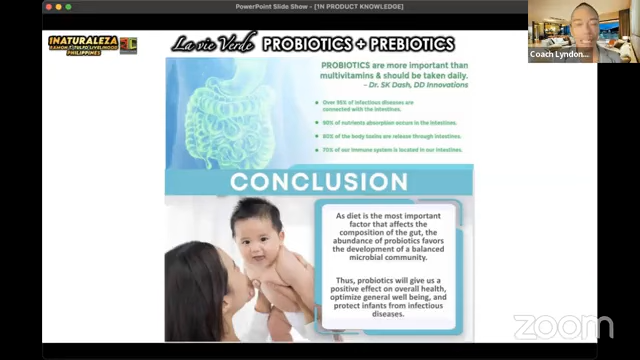 PowerPoint Slide Show - [1N PRODUCT KNOWLEDGE]
1NATURALEZA
RAMON TULFO LIVELIHOOD
PHILIPPINES
La vie Verde PROBIOTICS + PREBIOTICS
Coach Lyndon...
PROBIOTICS are more important than
multivitamins & should be taken daily.
– Dr. SK Dash, DD Innovations
• Over 95% of infectious diseases are
connected with the intestines.
• 90% of nutrients absorption occurs in the intestines.
• 80% of the body toxins are release through intestines.
• 70% of our immune system is located in our intestines.
CONCLUSION
As diet is the most important
factor that affects the
composition of the gut, the
abundance of probiotics favors
the development of a balanced
microbial community.
Thus, probiotics will give us a
positive effect on overall health,
optimize general well being, and
protect infants from infectious
diseases.
zoom